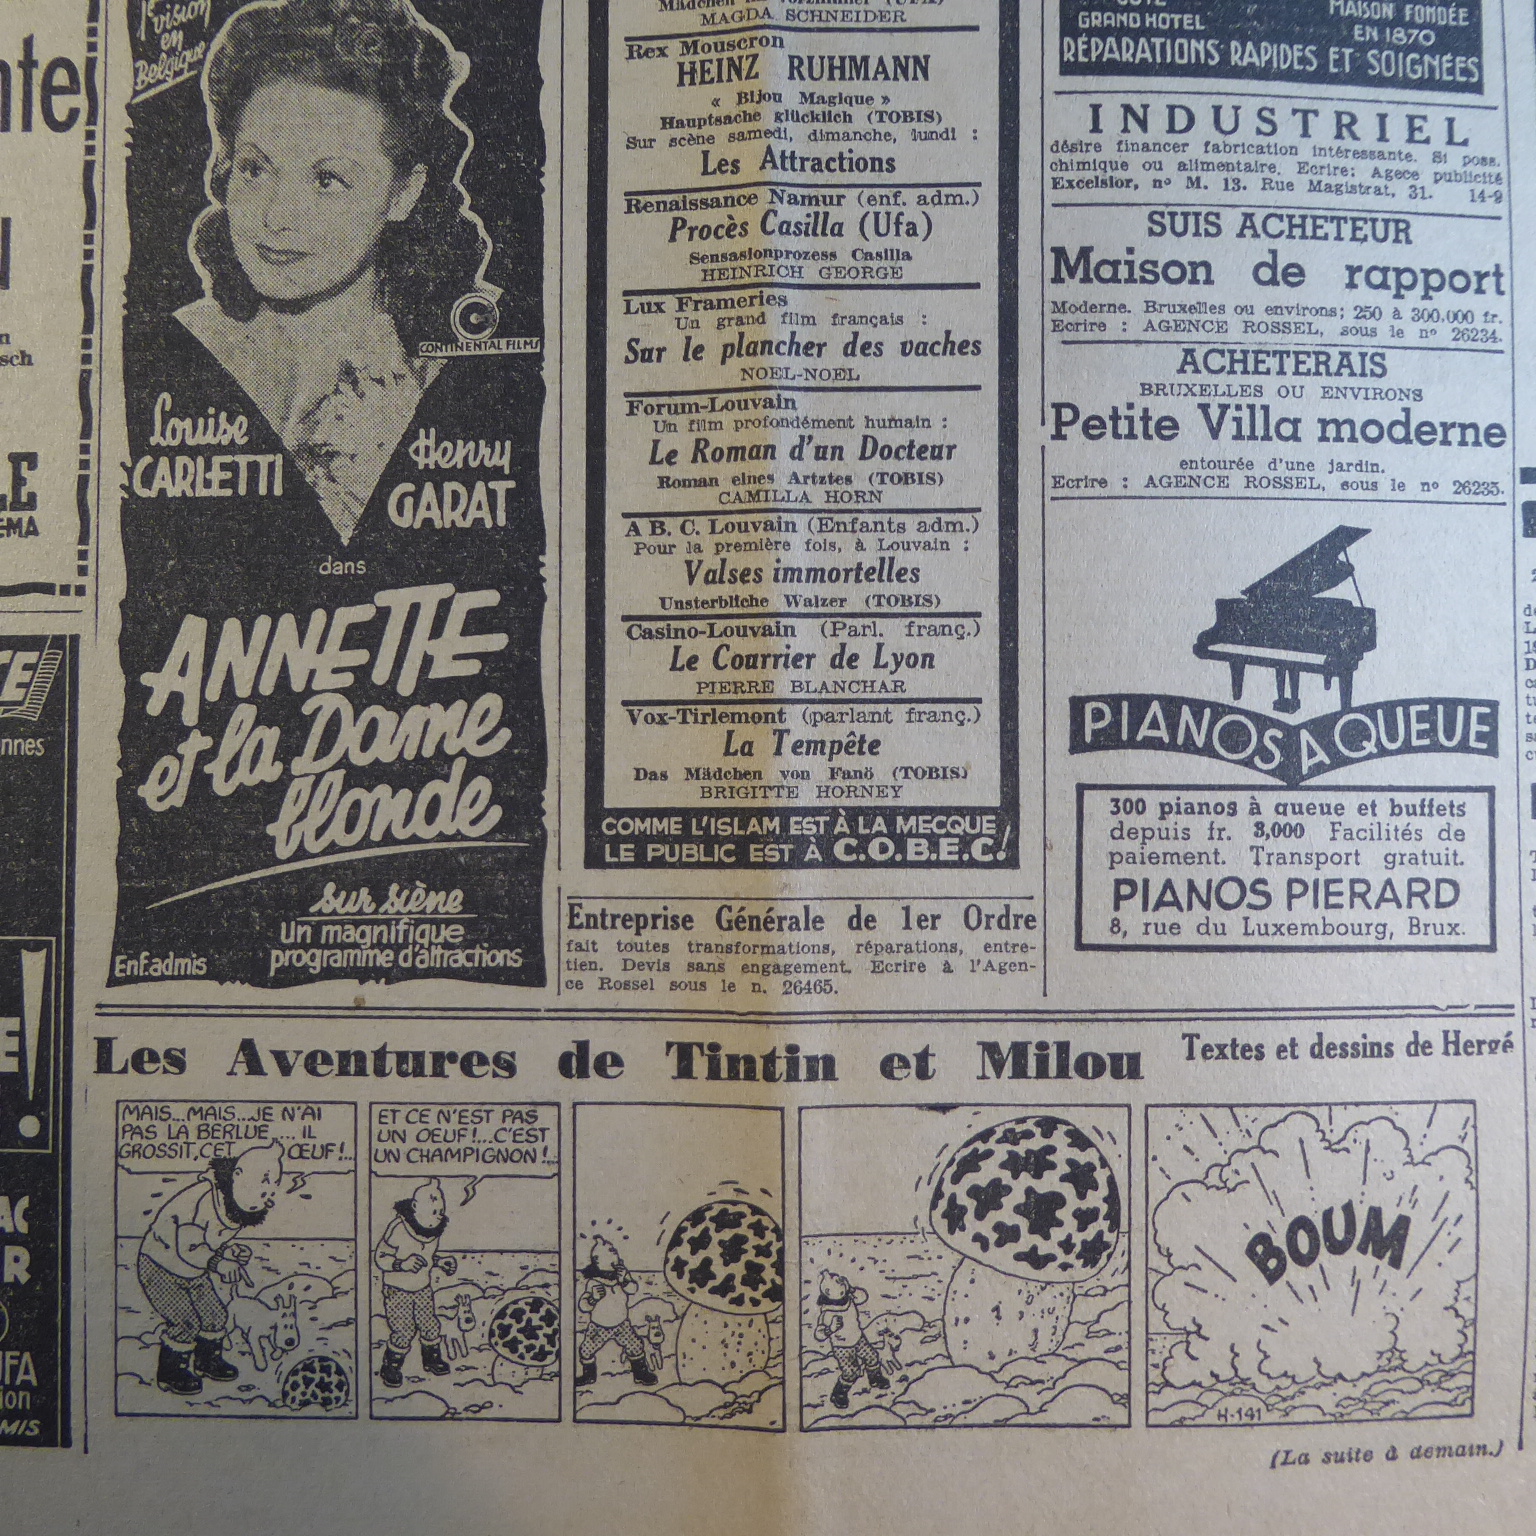 1re vision
en
Belgique
CONTINENTAL FILMS
Louise
CARLETTI
Henry
GARAT
dans
ANNETTE
et la Dame
blonde
sur scène
Un magnifique
programme d'attractions
Enf.admis
MAGDA SCHNEIDER
Rex Mouscron
HEINZ RUHMANN
« Bijou Magique »
Hauptsache glücklich (TOBIS)
Sur scène samedi, dimanche, lundi :
Les Attractions
Renaissance Namur (enf. adm.)
Procès Casilla (Ufa)
Sensasionprozess Casilla
HEINRICH GEORGE
Lux Frameries
Un grand film français :
Sur le plancher des vaches
NOEL-NOEL
Forum-Louvain
Un film profondément humain :
Le Roman d'un Docteur
Roman eines Artztes (TOBIS)
CAMILLA HORN
A B. C. Louvain (Enfants adm.)
Pour la première fois, à Louvain :
Valses immortelles
Unsterbliche Walzer (TOBIS)
Casino-Louvain (Parl. franç.)
Le Courrier de Lyon
PIERRE BLANCHAR
Vox-Tirlemont (parlant franç.)
La Tempête
Das Mädchen von Fanö (TOBIS)
BRIGITTE HORNEY
COMME L'ISLAM EST À LA MECQUE
LE PUBLIC EST À C.O.B.E.C.!
Entreprise Générale de 1er Ordre
fait toutes transformations, réparations, entre-
tien. Devis sans engagement. Ecrire à l'Agen-
ce Rossel sous le n. 26465.
GRAND HOTEL
MAISON FONDÉE
EN 1870
RÉPARATIONS RAPIDES ET SOIGNÉES
INDUSTRIEL
désire financer fabrication intéressante. Si poss.
chimique ou alimentaire. Ecrire: Agece publicité
Excelsior, n° M. 13. Rue Magistrat, 31. 14-9
SUIS ACHETEUR
Maison de rapport
Moderne. Bruxelles ou environs; 250 à 300.000 fr.
Ecrire : AGENCE ROSSEL, sous le n° 26234.
ACHETERAIS
BRUXELLES OU ENVIRONS
Petite Villa moderne
entourée d'une jardin.
Ecrire : AGENCE ROSSEL, sous le n° 26235.
PIANOS A QUEUE
300 pianos à queue et buffets
depuis fr. 3,000 Facilités de
paiement. Transport gratuit.
PIANOS PIERARD
8, rue du Luxembourg, Brux.
Les Aventures de Tintin et Milou
Textes et dessins de Hergé
MAIS...MAIS...JE N'AI
PAS LA BERLUE.... IL
GROSSIT, CET ŒUF!..
ET CE N'EST PAS
UN OEUF!...C'EST
UN CHAMPIGNON!..
BOUM
H-141
(La suite à demain.)